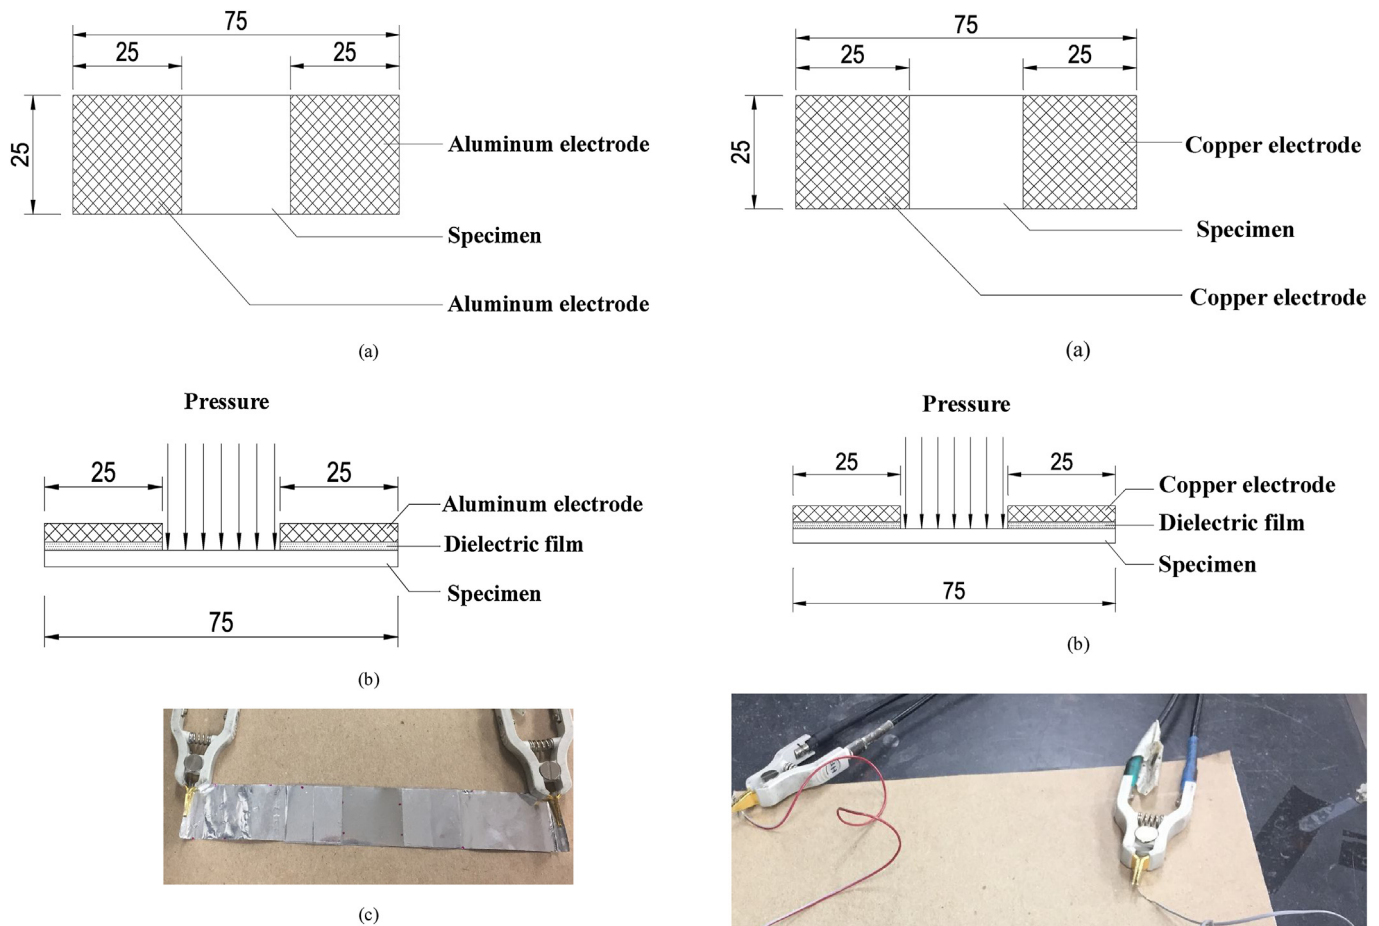 75
25
25
25
Aluminum electrode
Specimen
Aluminum electrode
(a)
Pressure
25
25
Aluminum electrode
Dielectric film
Specimen
75
(b)
(c)
75
25
25
25
Copper electrode
Specimen
Copper electrode
(a)
Pressure
25
25
Copper electrode
Dielectric film
Specimen
75
(b)